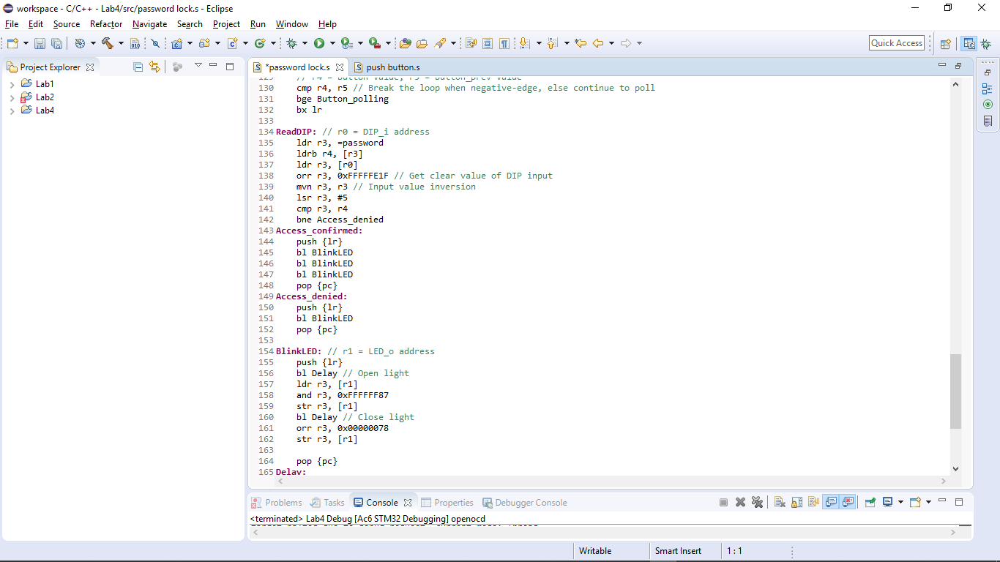 workspace - C/C++ - Lab4/src/password lock.s - Eclipse
File Edit Source Refactor Navigate Search Project Run Window Help
Quick Access
Project Explorer
*password lock.s push button.s
Lab1
Lab2
Lab4
129 // r4 = Button value, r5 = Button_prev value
130 cmp r4, r5 // Break the loop when negative-edge, else continue to poll
131 bge Button_polling
132 bx lr
133
134 ReadDIP: // r0 = DIP_i address
135 ldr r3, =password
136 ldrb r4, [r3]
137 ldr r3, [r0]
138 orr r3, 0xFFFFFE1F // Get clear value of DIP input
139 mvn r3, r3 // Input value inversion
140 lsr r3, #5
141 cmp r3, r4
142 bne Access_denied
143 Access_confirmed:
144 push {lr}
145 bl BlinkLED
146 bl BlinkLED
147 bl BlinkLED
148 pop {pc}
149 Access_denied:
150 push {lr}
151 bl BlinkLED
152 pop {pc}
153
154 BlinkLED: // r1 = LED_o address
155 push {lr}
156 bl Delay // Open light
157 ldr r3, [r1]
158 and r3, 0xFFFFFF87
159 str r3, [r1]
160 bl Delay // Close light
161 orr r3, 0x00000078
162 str r3, [r1]
163
164 pop {pc}
165 Delay:
Problems Tasks Console Properties Debugger Console
<terminated> Lab4 Debug [Ac6 STM32 Debugging] openocd
Writable Smart Insert 1 : 1